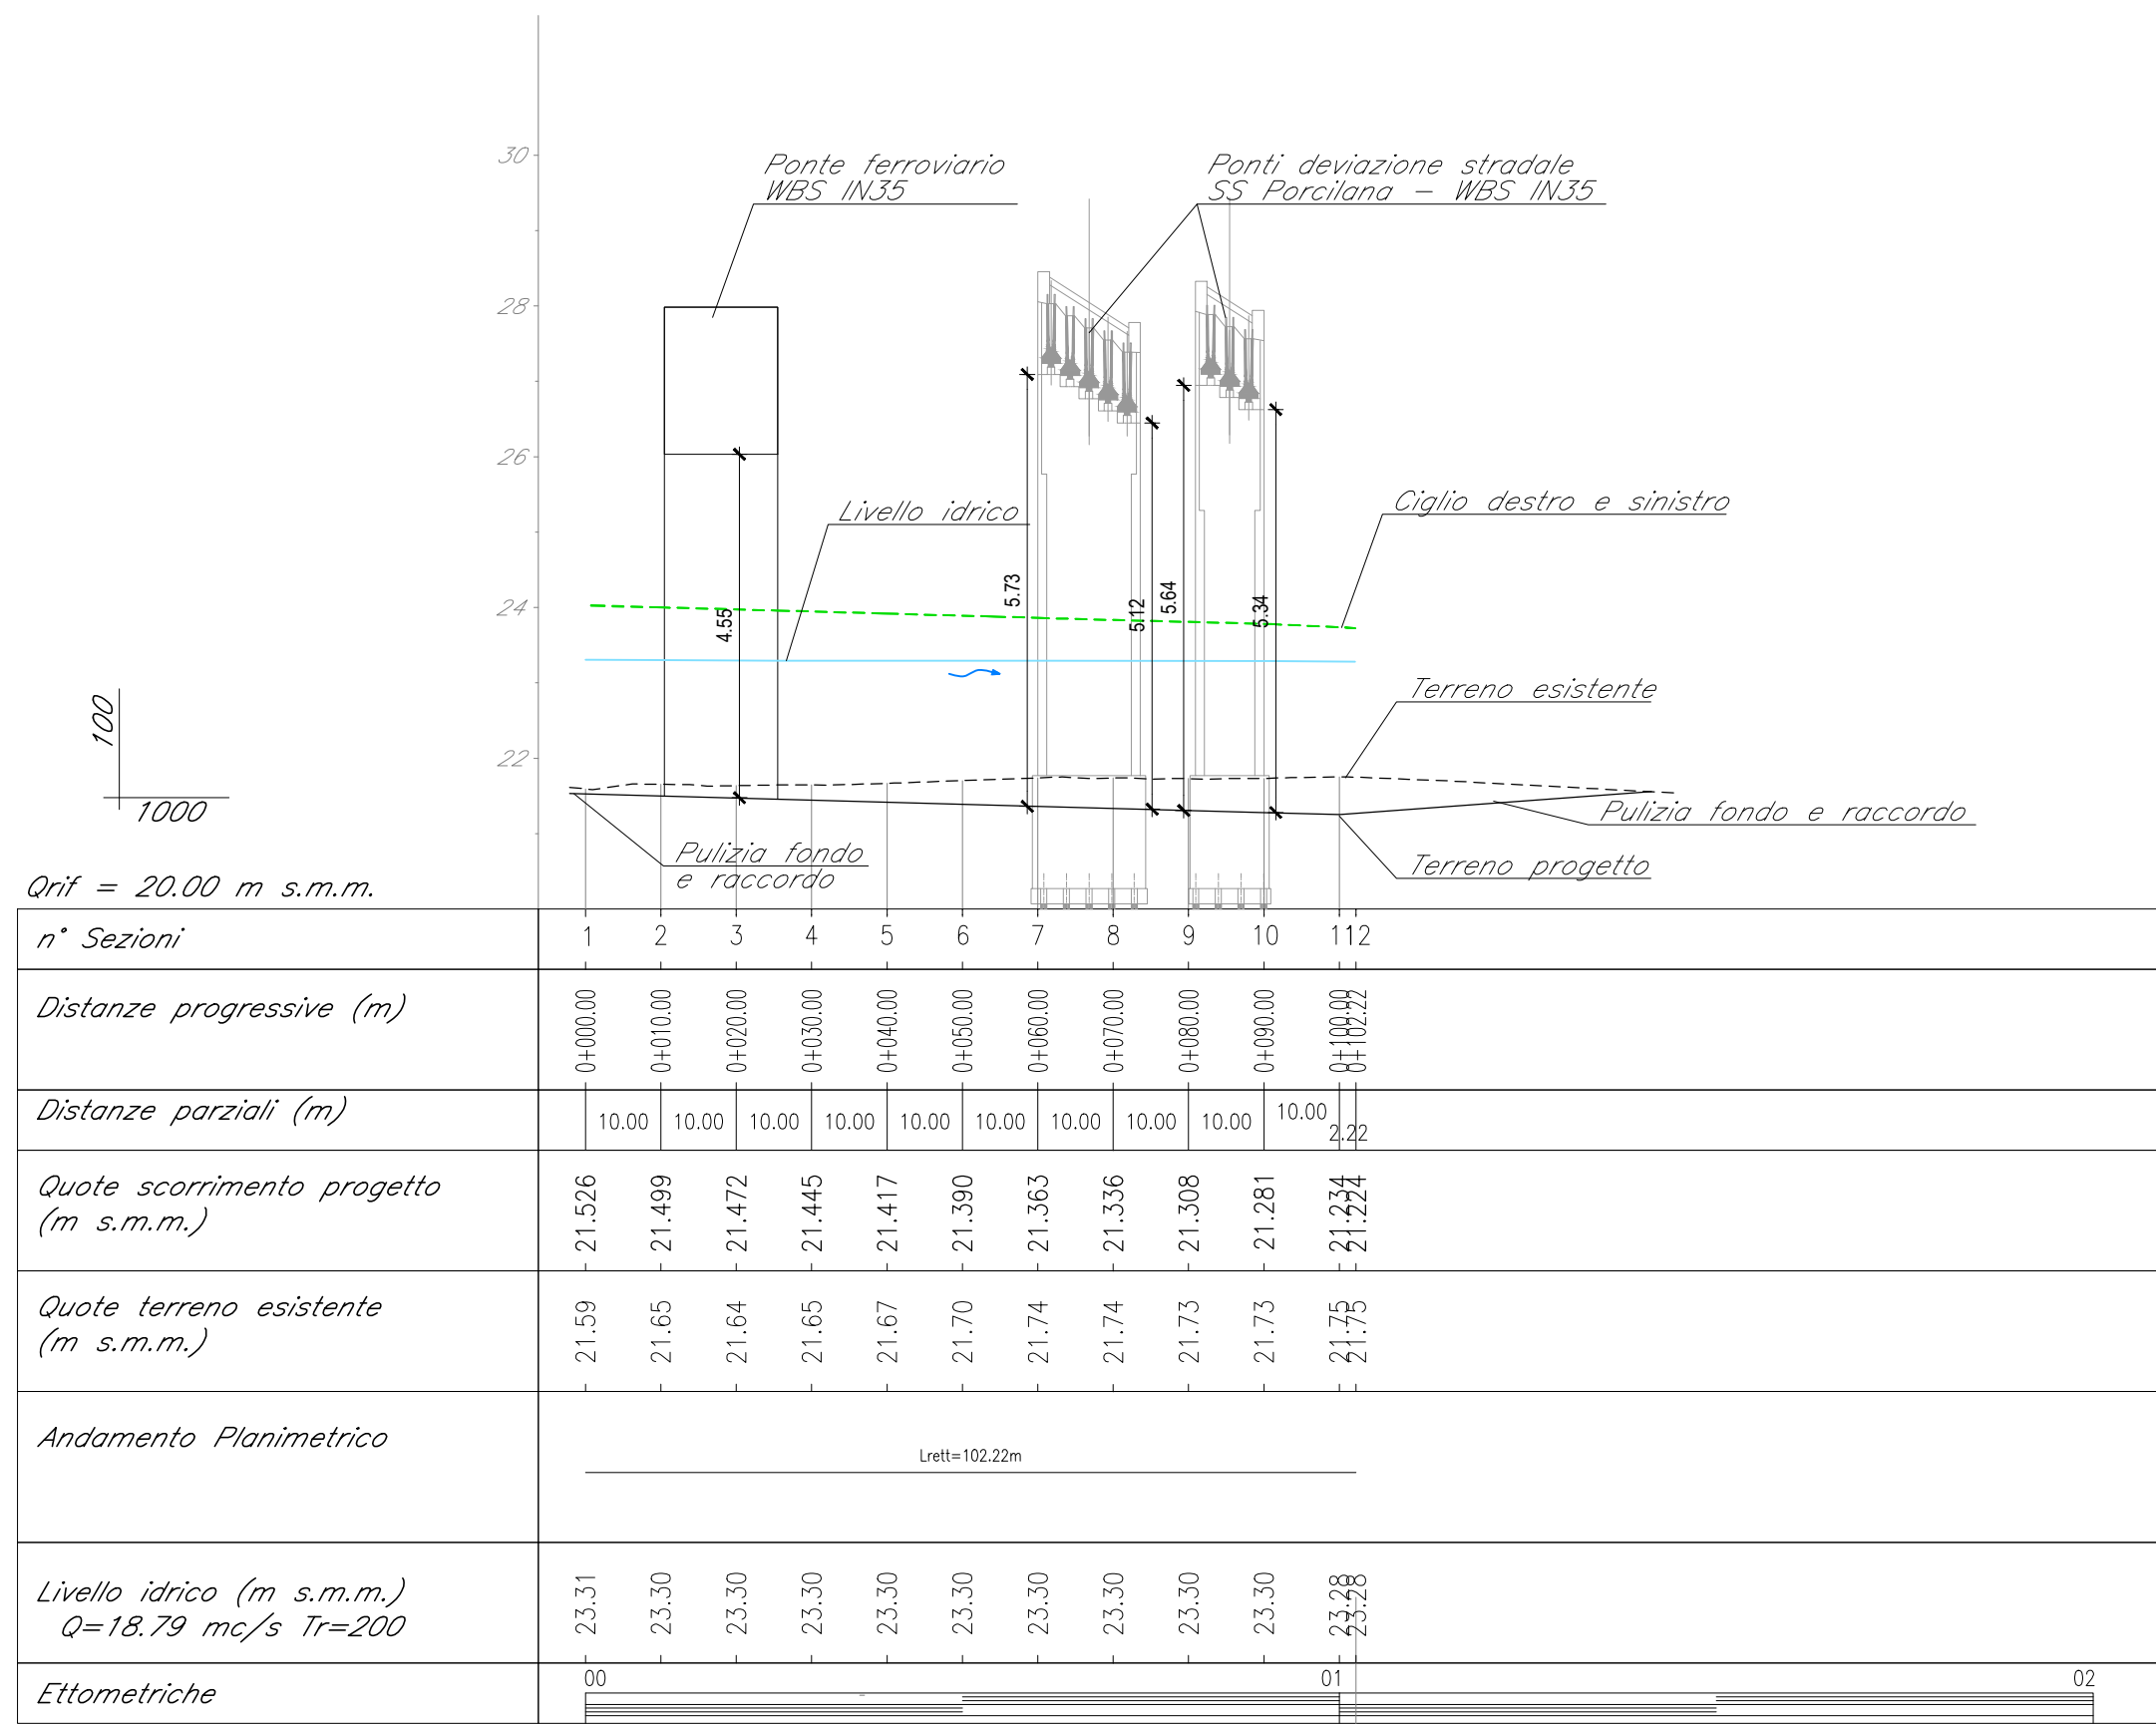 30
28
26
24
22
Ponte ferroviario
WBS IN35
Ponti deviazione stradale
SS Porcilana - WBS IN35
Livello idrico
Ciglio destro e sinistro
4.55
5.73
5.12
5.64
5.34
Terreno esistente
Pulizia fondo e raccordo
Terreno progetto
Pulizia fondo
e raccordo
100
1000
Qrif = 20.00 m s.m.m.
n° Sezioni 1 2 3 4 5 6 7 8 9 10 11 12
Distanze progressive (m) 0+000.00 0+010.00 0+020.00 0+030.00 0+040.00 0+050.00 0+060.00 0+070.00 0+080.00 0+090.00 0+100.00 0+102.22
Distanze parziali (m) 10.00 10.00 10.00 10.00 10.00 10.00 10.00 10.00 10.00 10.00 2.22
Quote scorrimento progetto
(m s.m.m.)
21.526 21.499 21.472 21.445 21.417 21.390 21.363 21.336 21.308 21.281 21.234 21.224
Quote terreno esistente
(m s.m.m.)
21.59 21.65 21.64 21.65 21.67 21.70 21.74 21.74 21.73 21.73 21.75 21.75
Andamento Planimetrico
Lrett=102.22m
Livello idrico (m s.m.m.)
Q=18.79 mc/s Tr=200
23.31 23.30 23.30 23.30 23.30 23.30 23.30 23.30 23.30 23.30 23.28 23.28
Ettometriche 00 01 02